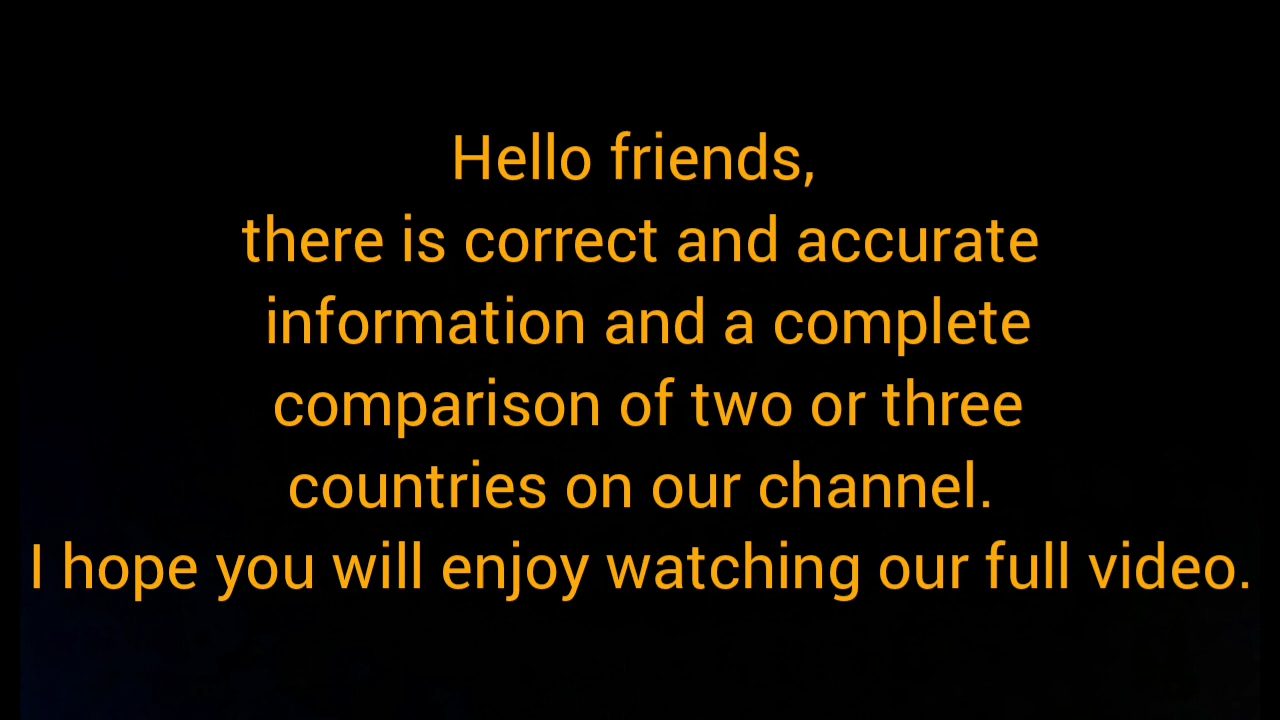 Hello friends,
there is correct and accurate
information and a complete
comparison of two or three
countries on our channel.
I hope you will enjoy watching our full video.